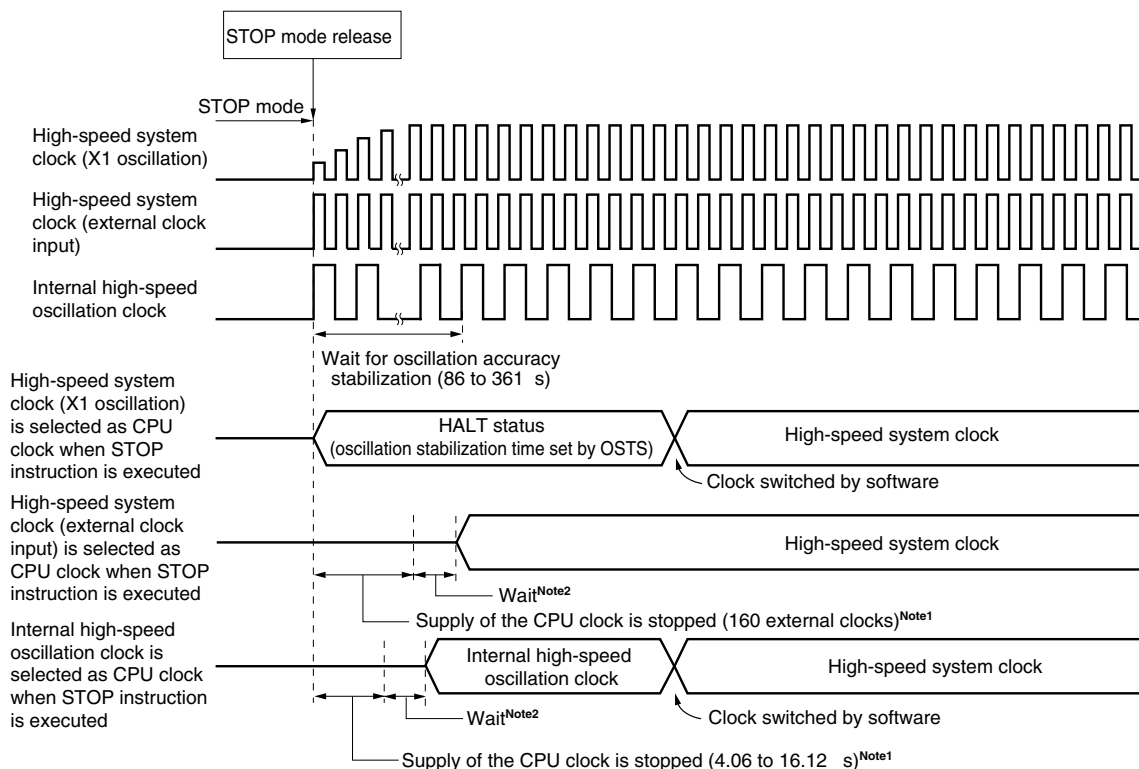 STOP mode release
STOP mode
High-speed system
clock (X1 oscillation)
High-speed system
clock (external clock
input)
Internal high-speed
oscillation clock
Wait for oscillation accuracy
stabilization (86 to 361 s)
High-speed system
clock (X1 oscillation)
is selected as CPU
clock when STOP
instruction is executed
HALT status
(oscillation stabilization time set by OSTS)
High-speed system clock
Clock switched by software
High-speed system
clock (external clock
input) is selected as
CPU clock when STOP
instruction is executed
High-speed system clock
Wait Note2
Supply of the CPU clock is stopped (160 external clocks) Note1
Internal high-speed
oscillation clock is
selected as CPU clock
when STOP instruction
is executed
Internal high-speed
oscillation clock
High-speed system clock
Wait Note2
Clock switched by software
Supply of the CPU clock is stopped (4.06 to 16.12 s) Note1